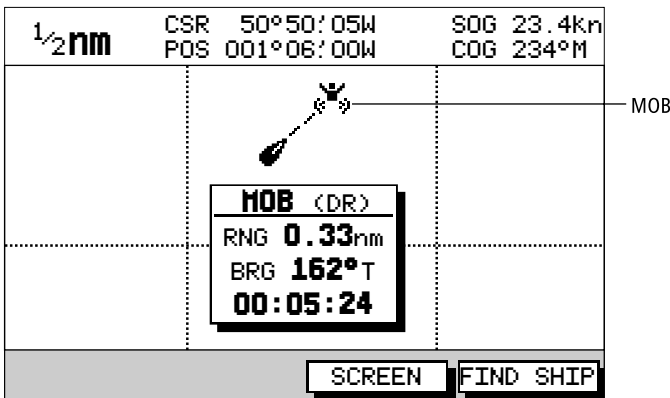 ½nm
CSR 50°50.'05W
POS 001°06.'00W
SOG 23.4kn
COG 234°M
MOB
MOB (DR)
RNG 0.33nm
BRG 162°T
00:05:24
SCREEN
FIND SHIP